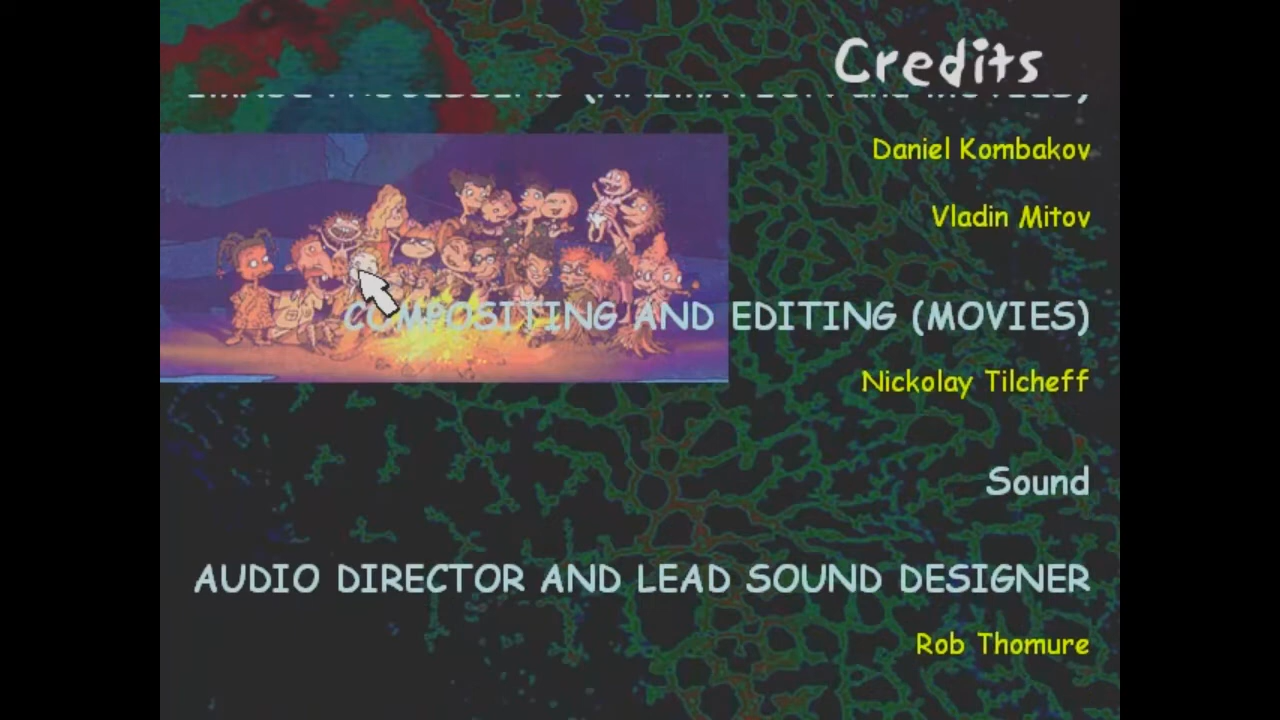 Credits
Daniel Kombakov
Vladin Mitov
COMPOSITING AND EDITING (MOVIES)
Nickolay Tilcheff
Sound
AUDIO DIRECTOR AND LEAD SOUND DESIGNER
Rob Thomure